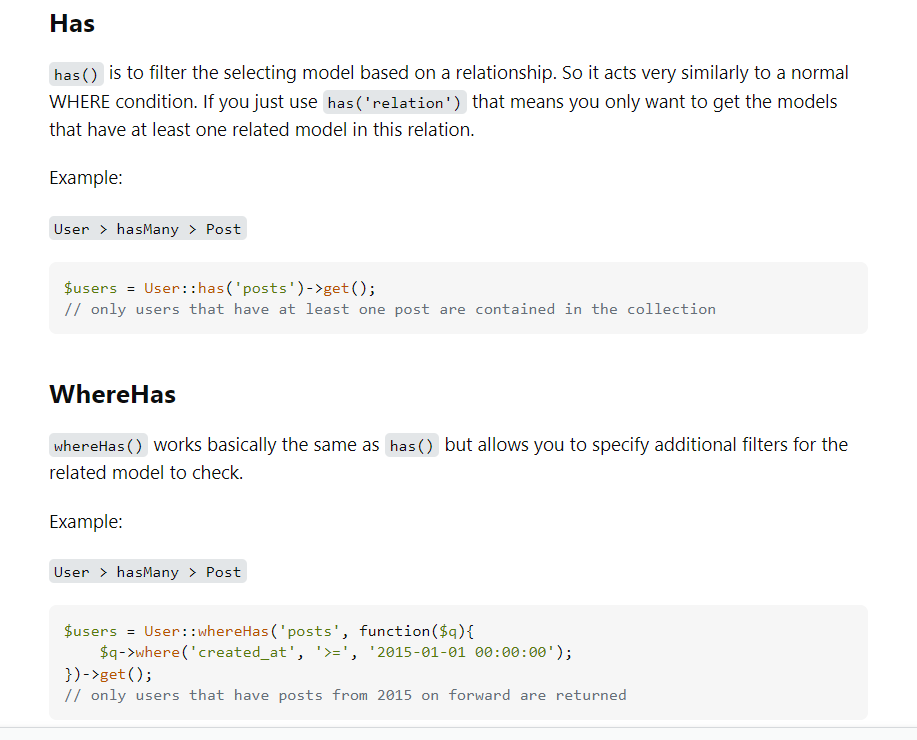 Has
has() is to filter the selecting model based on a relationship. So it acts very similarly to a normal
WHERE condition. If you just use has('relation') that means you only want to get the models
that have at least one related model in this relation.
Example:
User > hasMany > Post
$users = User::has('posts')->get();
// only users that have at least one post are contained in the collection
WhereHas
whereHas() works basically the same as has() but allows you to specify additional filters for the
related model to check.
Example:
User > hasMany > Post
$users = User::whereHas('posts', function($q){
    $q->where('created_at', '>=', '2015-01-01 00:00:00');
})->get();
// only users that have posts from 2015 on forward are returned